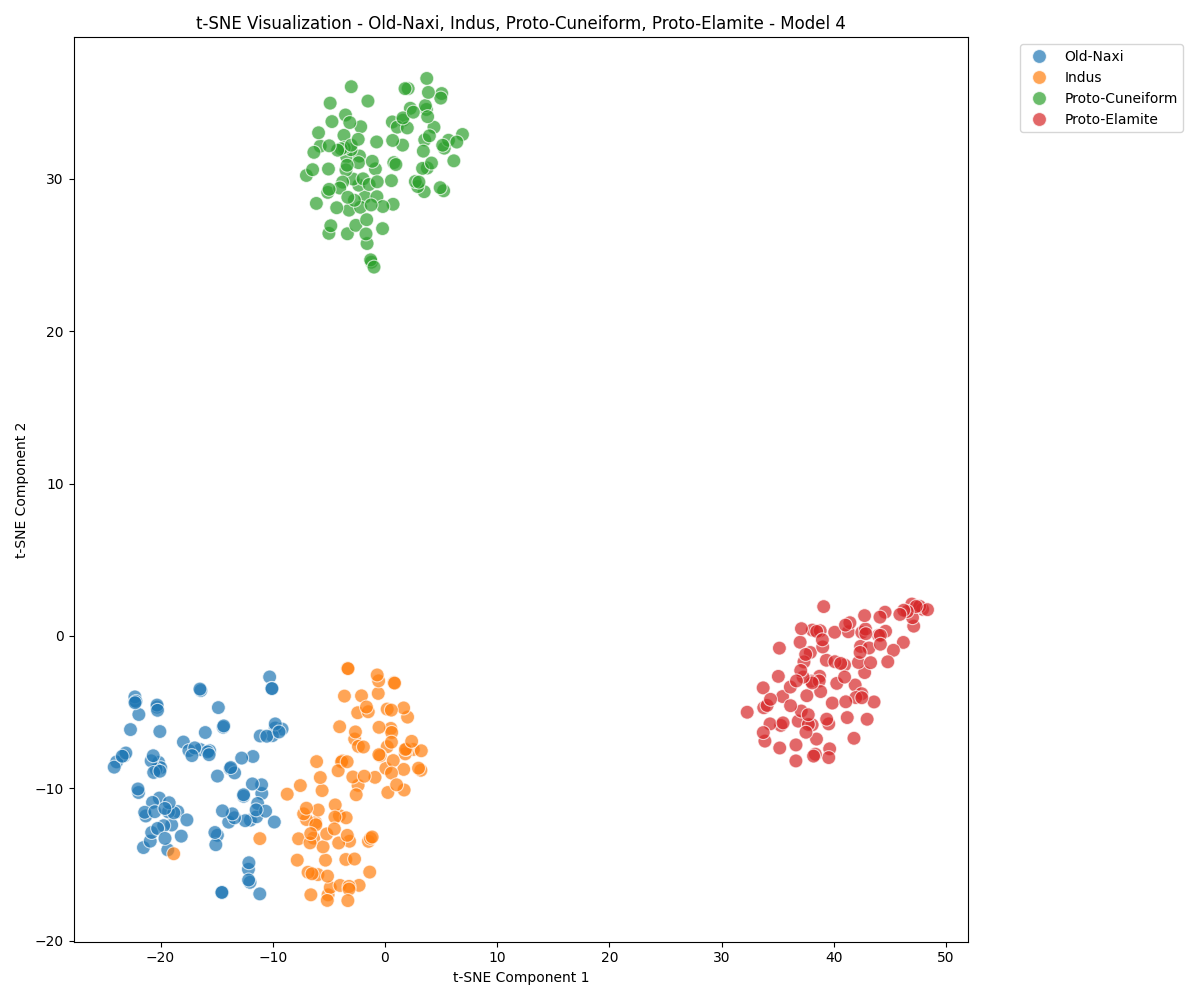 t-SNE Visualization - Old-Naxi, Indus, Proto-Cuneiform, Proto-Elamite - Model 4
Old-Naxi
Indus
Proto-Cuneiform
Proto-Elamite
t-SNE Component 2
30
20
10
0
−10
−20
−20 −10 0 10 20 30 40 50
t-SNE Component 1